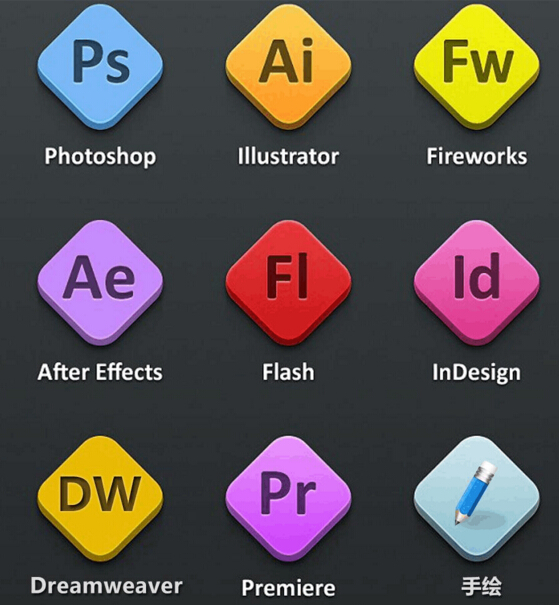 Ps Ai Fw
Photoshop Illustrator Fireworks
Ae Fl Id
After Effects Flash InDesign
DW Pr
Dreamweaver Premiere 手绘